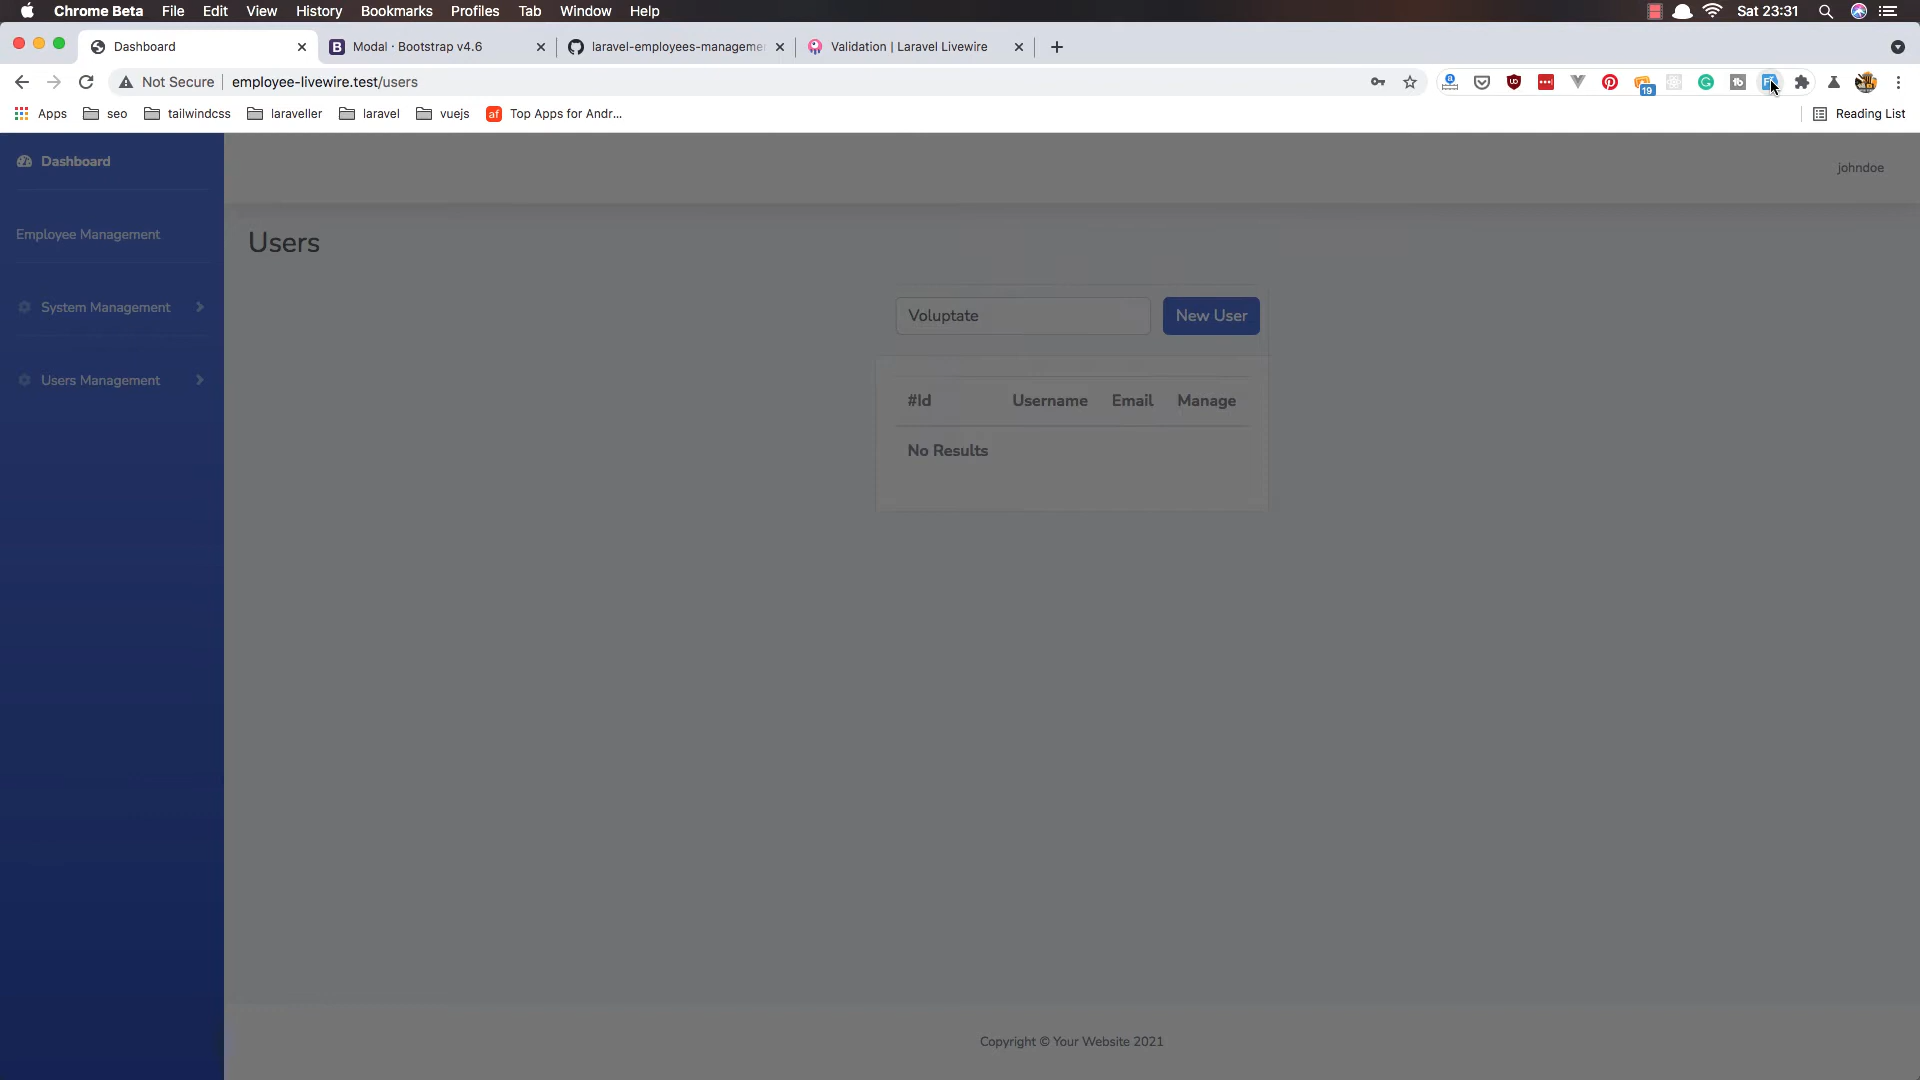 Chrome Beta File Edit View History Bookmarks Profiles Tab Window Help Sat 23:31
Dashboard Modal · Bootstrap v4.6 laravel-employees-managemen Validation | Laravel Livewire
Not Secure employee-livewire.test/users 19
Apps seo tailwindcss laraveller laravel vuejs af Top Apps for Andr... Reading List
Dashboard
johndoe
Employee Management
Users
System Management
Voluptate New User
Users Management
#Id Username Email Manage
No Results
Copyright © Your Website 2021